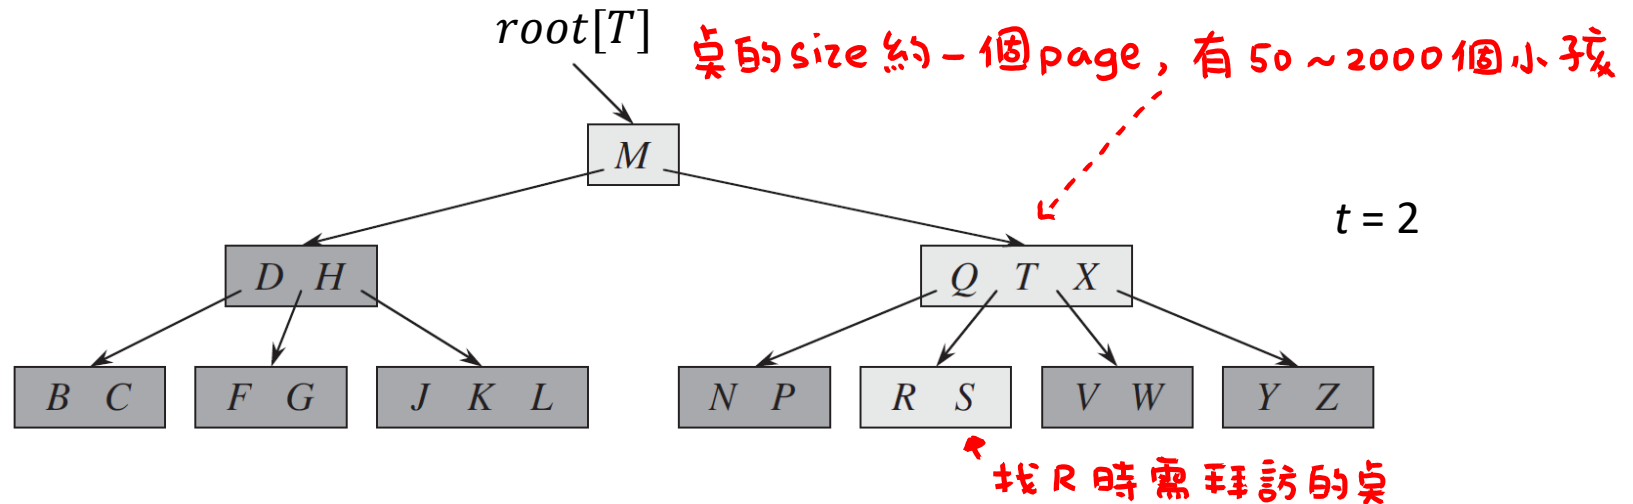 root[T]
桌的size約一個page, 有50~2000個小孩
M
t = 2
D H
Q T X
B C
F G
J K L
N P
R S
V W
Y Z
找R時需拜訪的桌